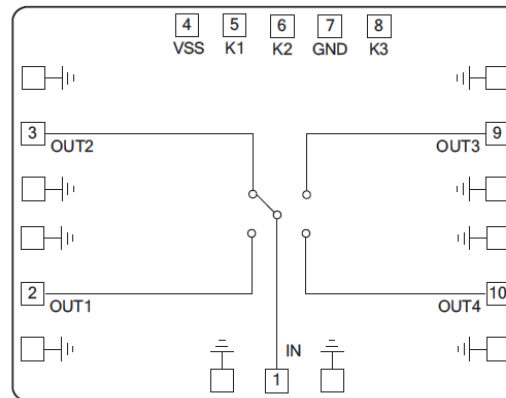 4 5 6 7 8
VSS K1 K2 GND K3
3 9
OUT2 OUT3
2 10
OUT1 OUT4
IN
1